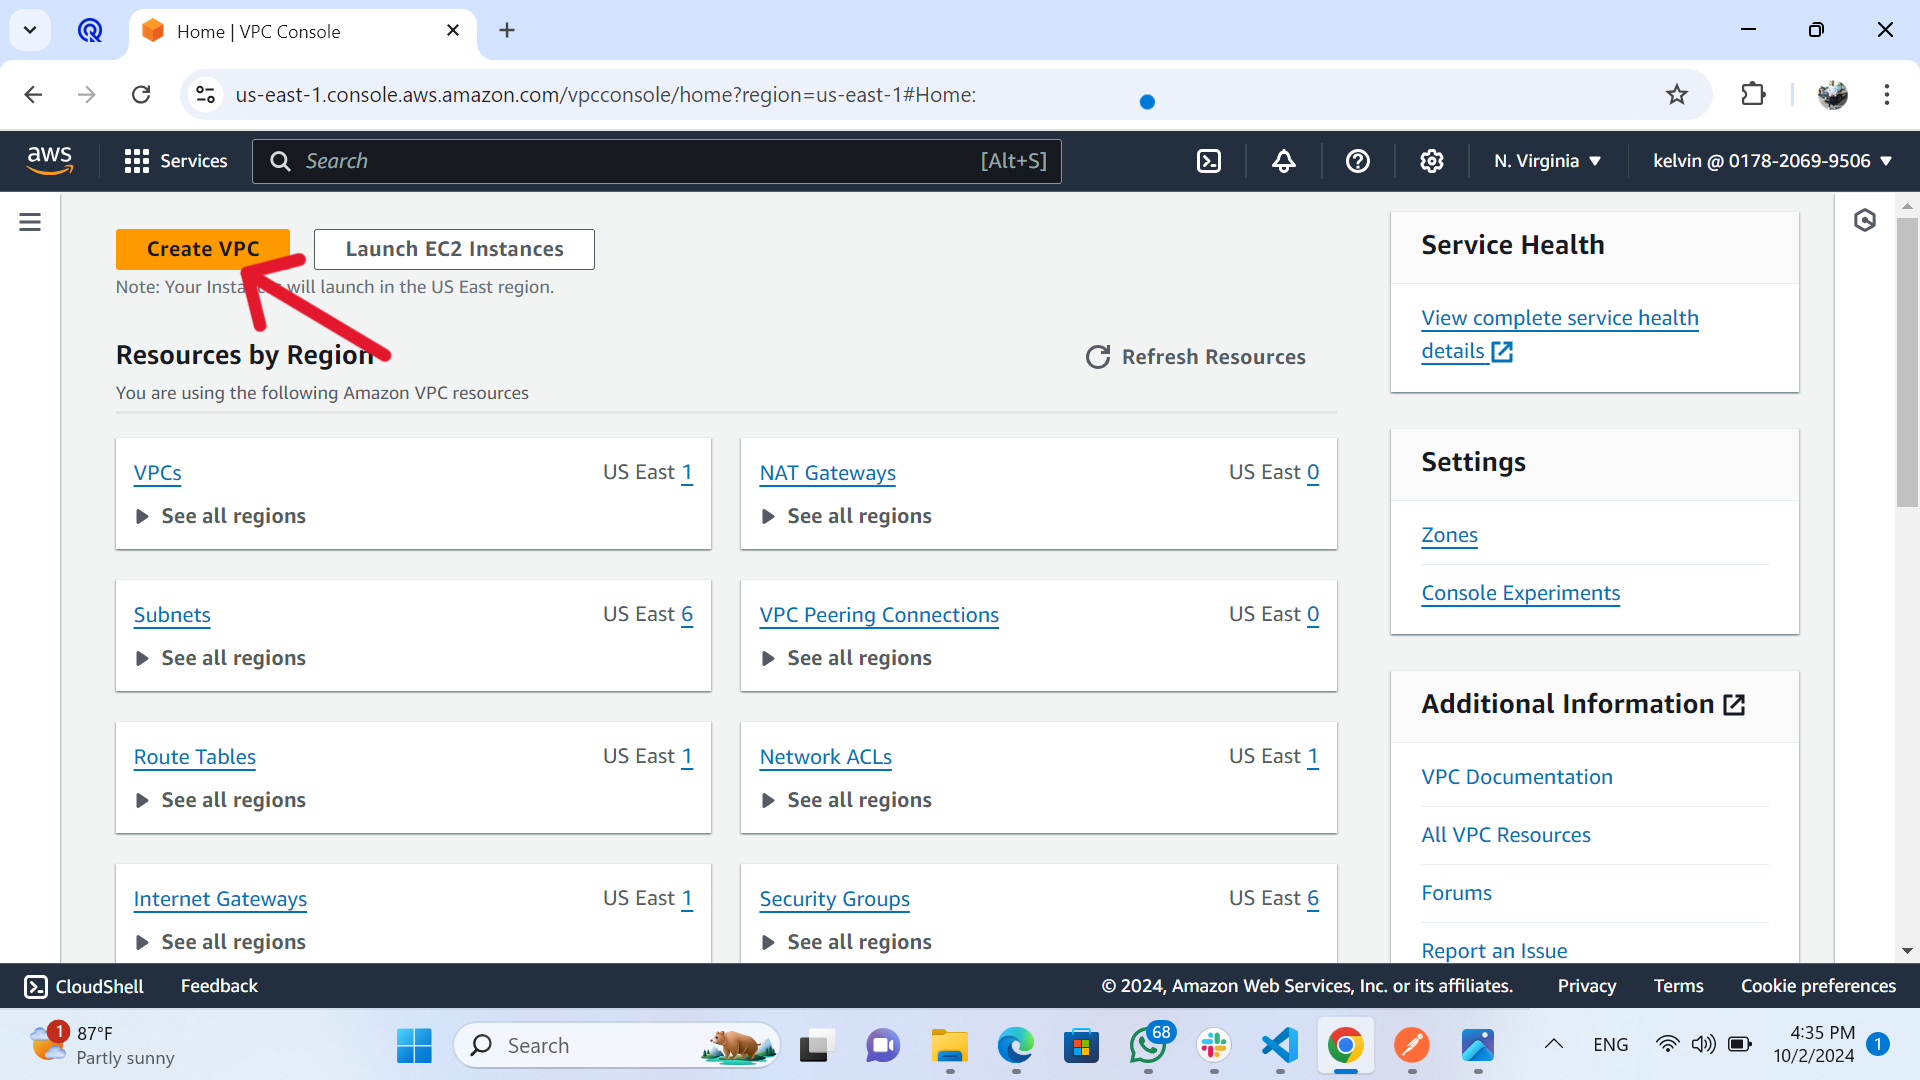 Home | VPC Console
us-east-1.console.aws.amazon.com/vpcconsole/home?region=us-east-1#Home:
aws
Services
Search
[Alt+S]
N. Virginia
kelvin @ 0178-2069-9506
Create VPC
Launch EC2 Instances
Note: Your Insta will launch in the US East region.
Resources by Region
Refresh Resources
You are using the following Amazon VPC resources
VPCs
US East 1
See all regions
NAT Gateways
US East 0
See all regions
Subnets
US East 6
See all regions
VPC Peering Connections
US East 0
See all regions
Route Tables
US East 1
See all regions
Network ACLs
US East 1
See all regions
Internet Gateways
US East 1
See all regions
Security Groups
US East 6
See all regions
Service Health
View complete service health
details
Settings
Zones
Console Experiments
Additional Information
VPC Documentation
All VPC Resources
Forums
Report an Issue
CloudShell
Feedback
© 2024, Amazon Web Services, Inc. or its affiliates.
Privacy
Terms
Cookie preferences
1
87°F
Partly sunny
Search
68
ENG
4:35 PM
10/2/2024
1